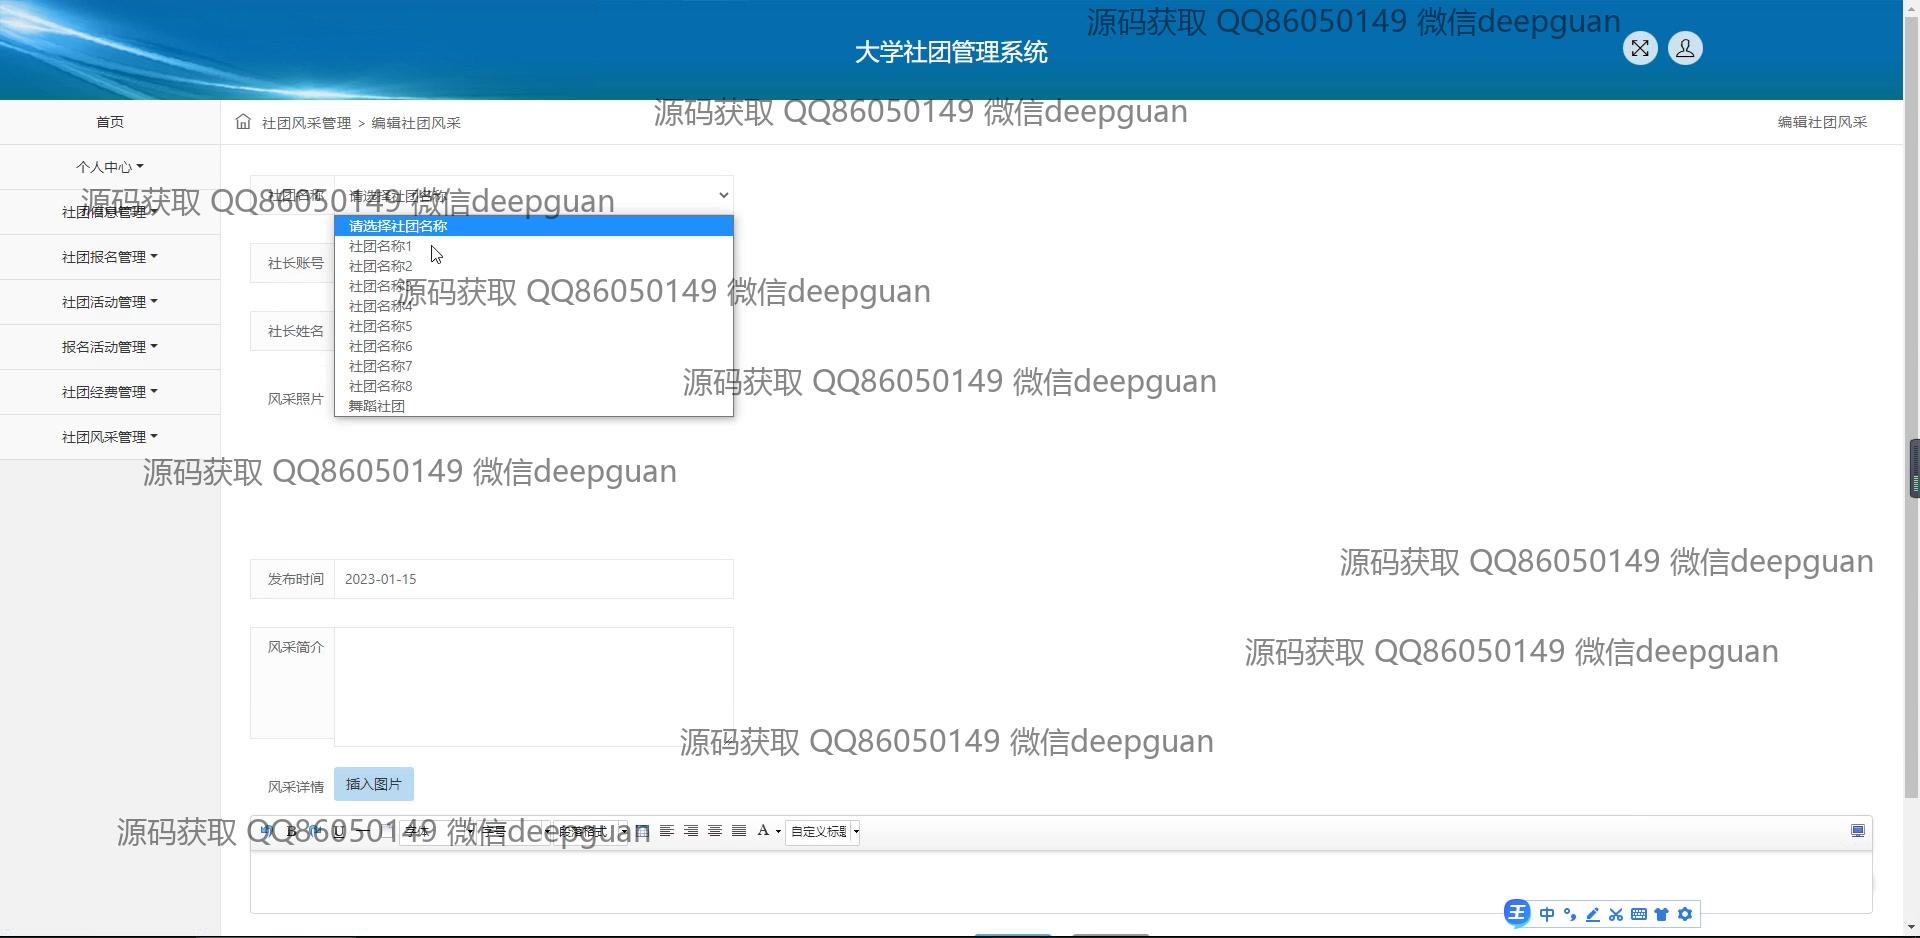 源码获取 QQ86050149 微信deepguan
大学社团管理系统
首页
社团风采管理 > 编辑社团风采
源码获取 QQ86050149 微信deepguan
编辑社团风采
个人中心
社团名称 请选择社团名称
源码获取 QQ86050149 微信deepguan
社团信息管理
请选择社团名称
社团名称1
社团报名管理
社长账号
社团名称2
社团名称3
源码获取 QQ86050149 微信deepguan
社团活动管理
社团名称4
社长姓名
社团名称5
报名活动管理
社团名称6
社团名称7
源码获取 QQ86050149 微信deepguan
社团经费管理
社团名称8
风采照片
舞蹈社团
社团风采管理
源码获取 QQ86050149 微信deepguan
源码获取 QQ86050149 微信deepguan
发布时间 2023-01-15
风采简介
源码获取 QQ86050149 微信deepguan
源码获取 QQ86050149 微信deepguan
风采详情 插入图片
源码获取 QQ86050149 微信deepguan
B U 字体 字号 段落格式 A 自定义标题
王 中